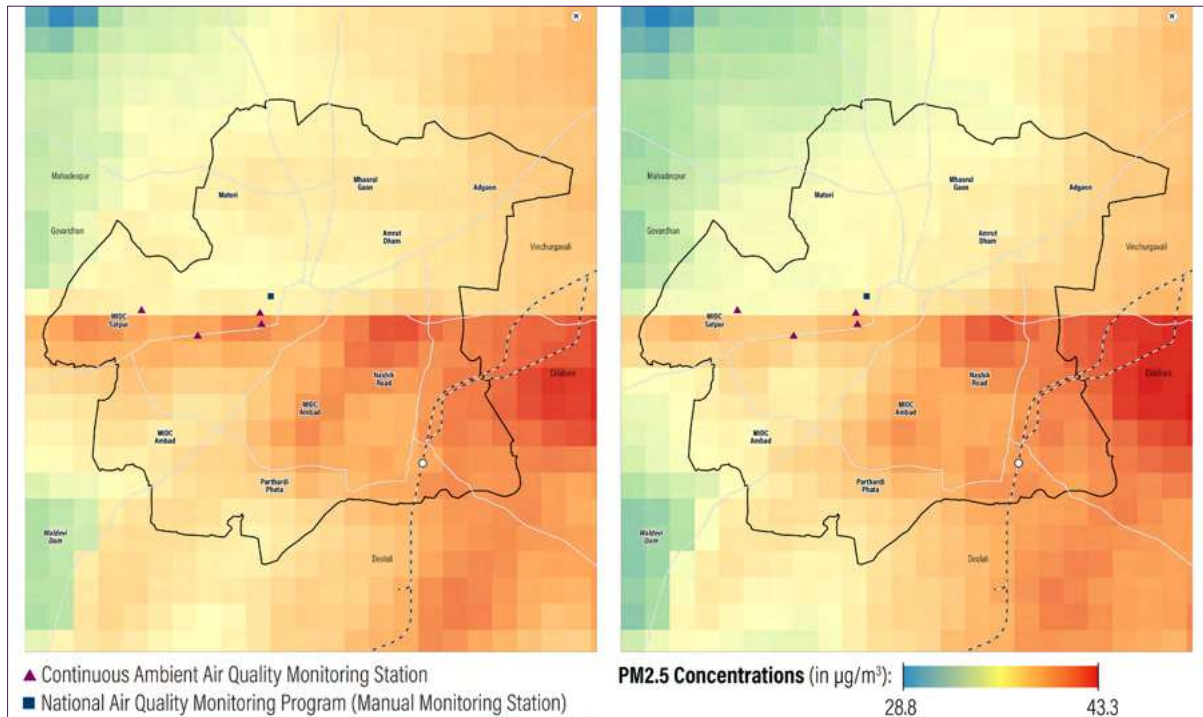 Mahadevpur
Matori
Mhasrul
Gaon
Adgaon
Govardhan
Amrut
Dham
Vinchurgavali
MIDC
Satpur
Nashik
Road
Eklahare
MIDC
Ambad
MIDC
Ambad
Parthardi
Phata
Waldevi
Dam
Deolali
Mahadevpur
Matori
Mhasrul
Gaon
Adgaon
Govardhan
Amrut
Dham
Vinchurgavali
MIDC
Satpur
Nashik
Road
Eklahare
MIDC
Ambad
MIDC
Ambad
Parthardi
Phata
Waldevi
Dam
Deolali
Continuous Ambient Air Quality Monitoring Station
National Air Quality Monitoring Program (Manual Monitoring Station)
PM2.5 Concentrations (in µg/m³):
28.8 43.3